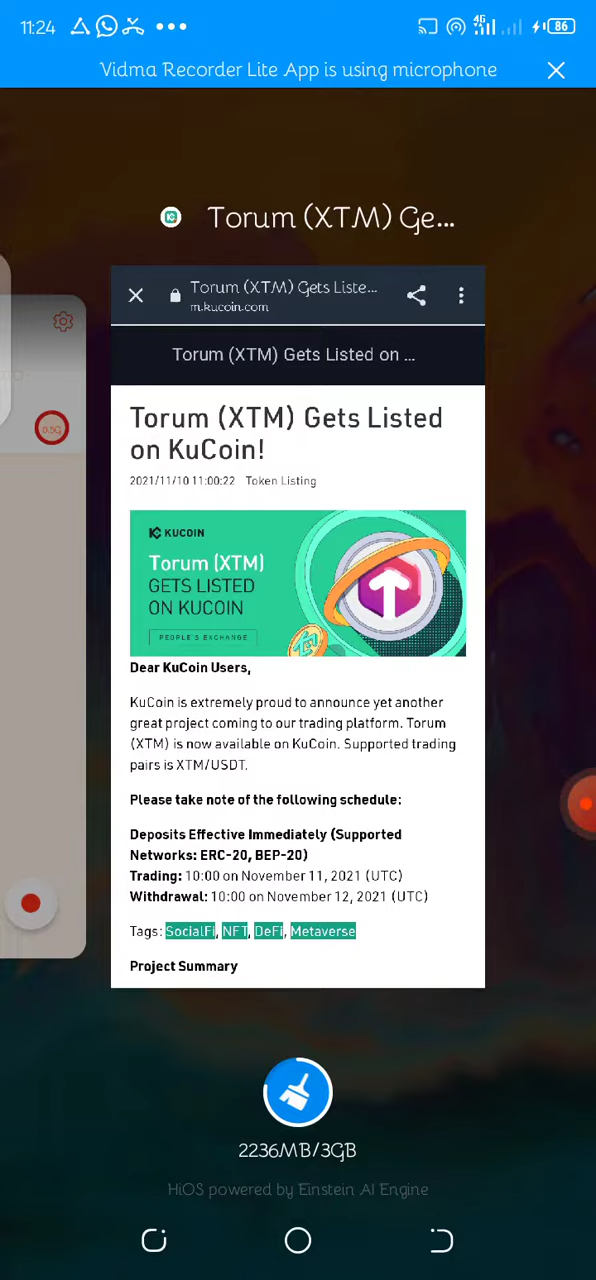 11:24
4G
86
Vidma Recorder Lite App is using microphone
Torum (XTM) Ge...
Torum (XTM) Gets Liste...
m.kucoin.com
Torum (XTM) Gets Listed on ...
Torum (XTM) Gets Listed
on KuCoin!
2021/11/10 11:00:22 Token Listing
KUCOIN
Torum (XTM)
GETS LISTED
ON KUCOIN
PEOPLE'S EXCHANGE
Dear KuCoin Users,
KuCoin is extremely proud to announce yet another
great project coming to our trading platform. Torum
(XTM) is now available on KuCoin. Supported trading
pairs is XTM/USDT.
Please take note of the following schedule:
Deposits Effective Immediately (Supported
Networks: ERC-20, BEP-20)
Trading: 10:00 on November 11, 2021 (UTC)
Withdrawal: 10:00 on November 12, 2021 (UTC)
Tags: SocialFi, NFT, DeFi, Metaverse
Project Summary
0.5G
2236MB/3GB
HiOS powered by Einstein AI Engine